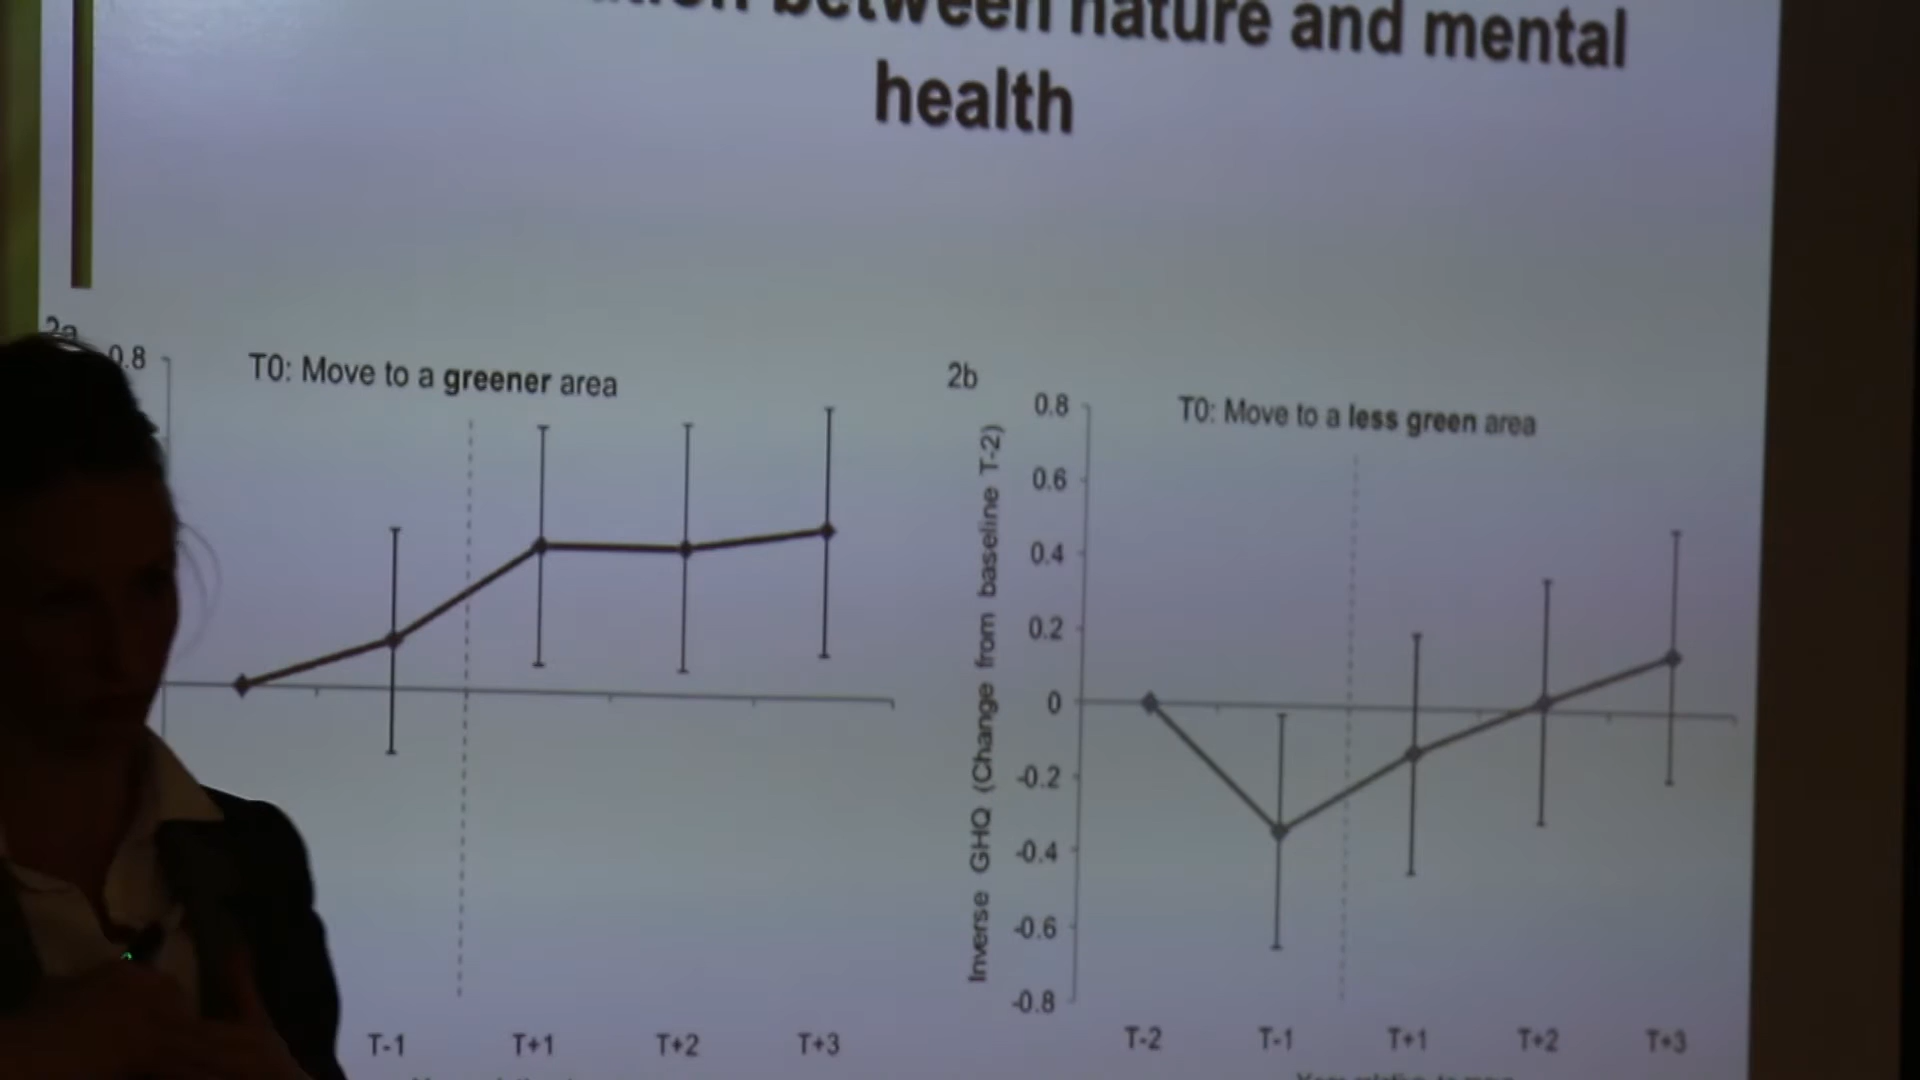 between nature and mental
health
2a
0.8
T0: Move to a greener area
T-1
T+1
T+2
T+3
2b
T0: Move to a less green area
Inverse GHQ (Change from baseline T-2)
0.8
0.6
0.4
0.2
0
-0.2
-0.4
-0.6
-0.8
T-2
T-1
T+1
T+2
T+3